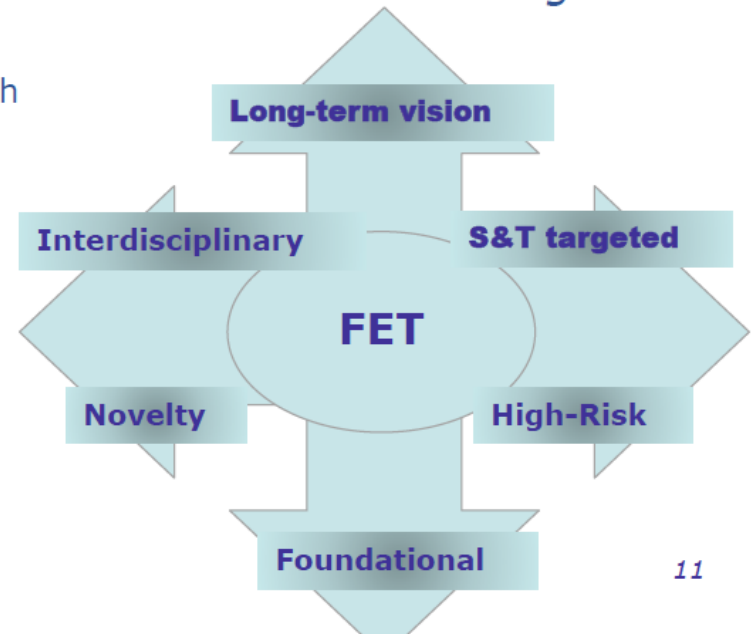 h
Long-term vision
Interdisciplinary
S&T targeted
FET
Novelty
High-Risk
Foundational
11